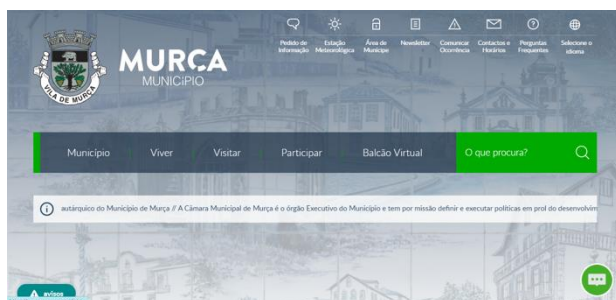 Pedido de
Informação
Estação
Meteorológica
Área de
Munícipe
Newsletter
Comunicar
Ocorrência
Contactos e
Horários
Perguntas
Frequentes
Selecione o
idioma
VILA DE MURÇA
MURÇA
MUNICÍPIO
Município
Viver
Visitar
Participar
Balcão Virtual
O que procura?
autárquico do Município de Murça // A Câmara Municipal de Murça é o órgão Executivo do Município e tem por missão definir e executar políticas em prol do desenvolvim
avisos